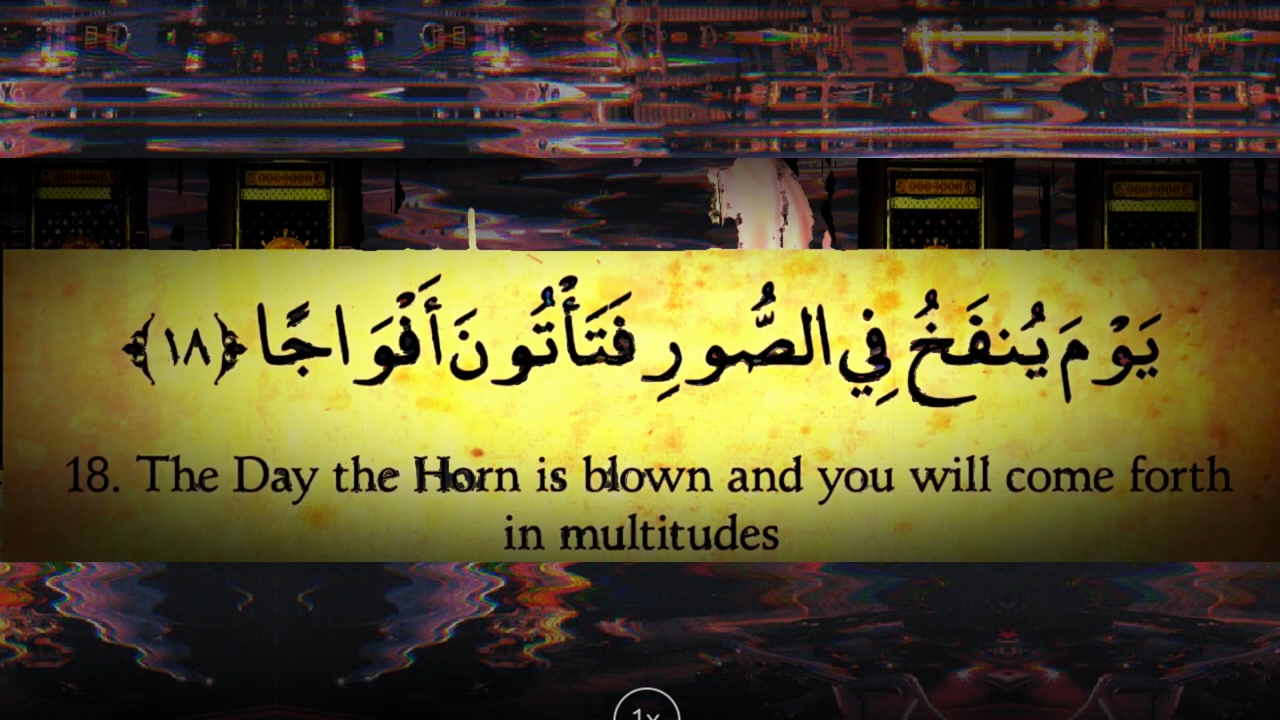 يَوْمَ يُنفَخُ فِي الصُّورِ فَتَأْتُونَ أَفْوَاجًا ﴿١٨﴾
18. The Day the Horn is blown and you will come forth
in multitudes
1x